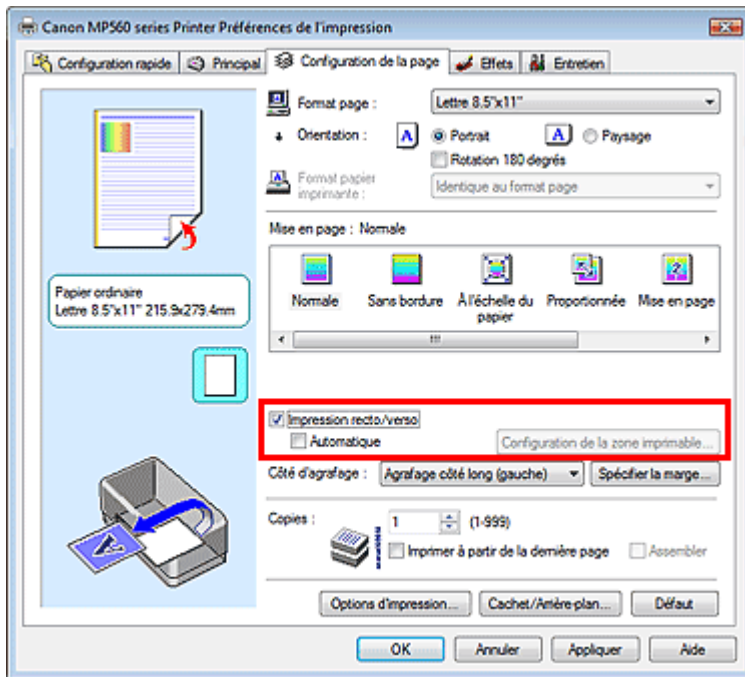 Canon MP560 series Printer Préférences de l'impression
Configuration rapide Principal Configuration de la page Effets Entretien
Format page : Lettre 8.5"x11"
Orientation : A Portrait A Paysage
Rotation 180 degrés
Format papier imprimante : Identique au format page
Mise en page : Normale
Normale Sans bordure À l'échelle du papier Proportionnée Mise en page
Papier ordinaire
Lettre 8.5"x11" 215.9x279.4mm
Impression recto/verso
Automatique Configuration de la zone imprimable...
Côté d'agrafage : Agrafage côté long (gauche) Spécifier la marge...
Copies : 1 (1-999)
Imprimer à partir de la dernière page Assembler
Options d'impression... Cachet/Arrière-plan... Défaut
OK Annuler Appliquer Aide